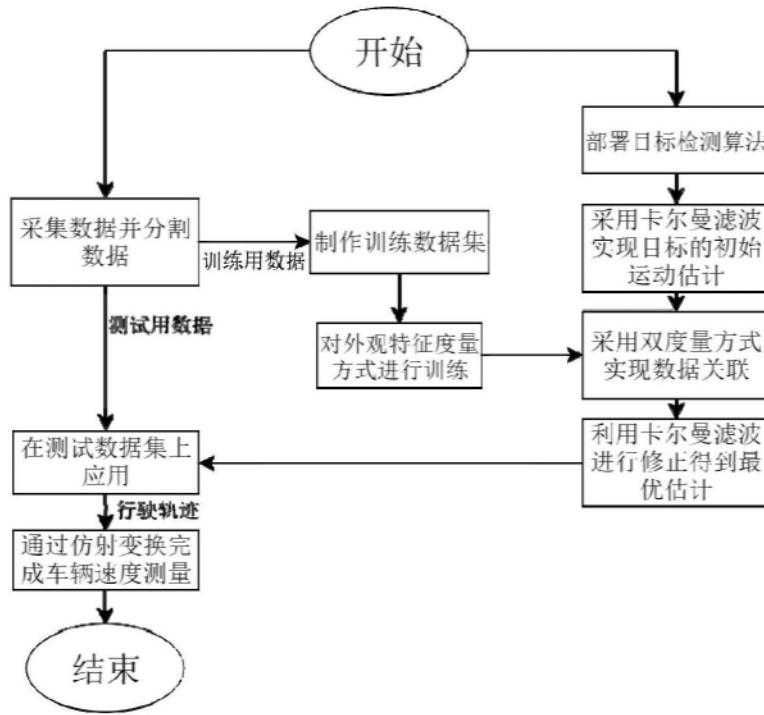 开始
部署目标检测算法
采集数据并分割
数据
训练用数据
制作训练数据集
采用卡尔曼滤波
实现目标的初始
运动估计
测试用数据
对外观特征度量
方式进行训练
采用双度量方式
实现数据关联
在测试数据集上
应用
利用卡尔曼滤波
进行修正得到最
优估计
行驶轨迹
通过仿射变换完
成车辆速度测量
结束